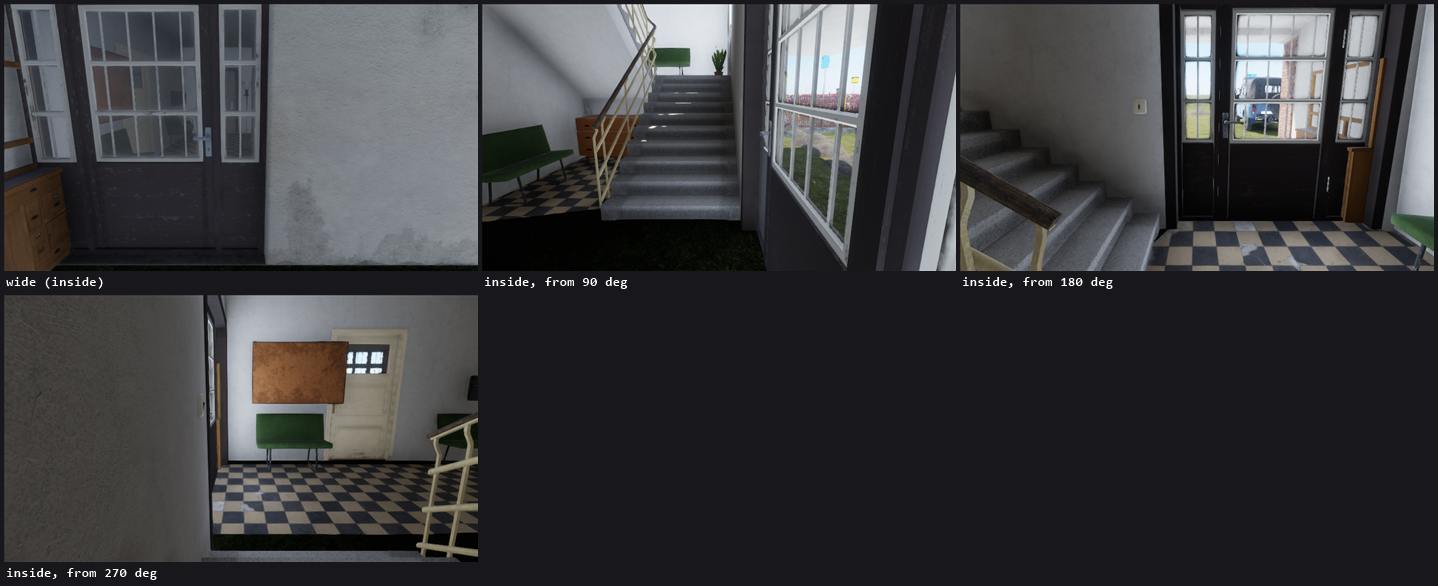 wide (inside)
inside, from 90 deg
inside, from 180 deg
inside, from 270 deg